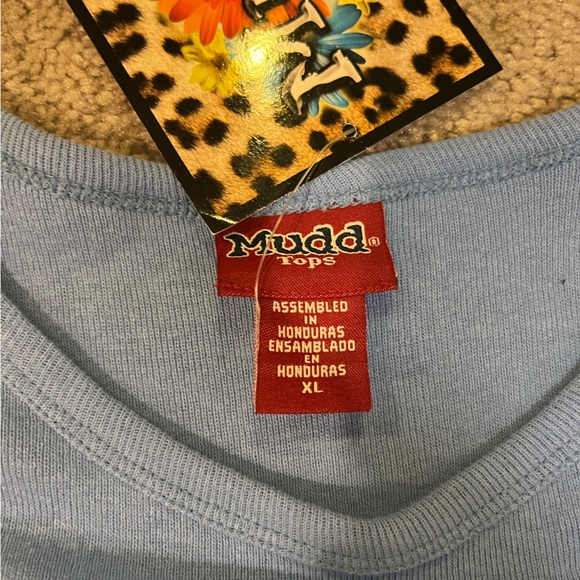 Mudd®
TOPS
ASSEMBLED
IN
HONDURAS
ENSAMBLADO
EN
HONDURAS
XL